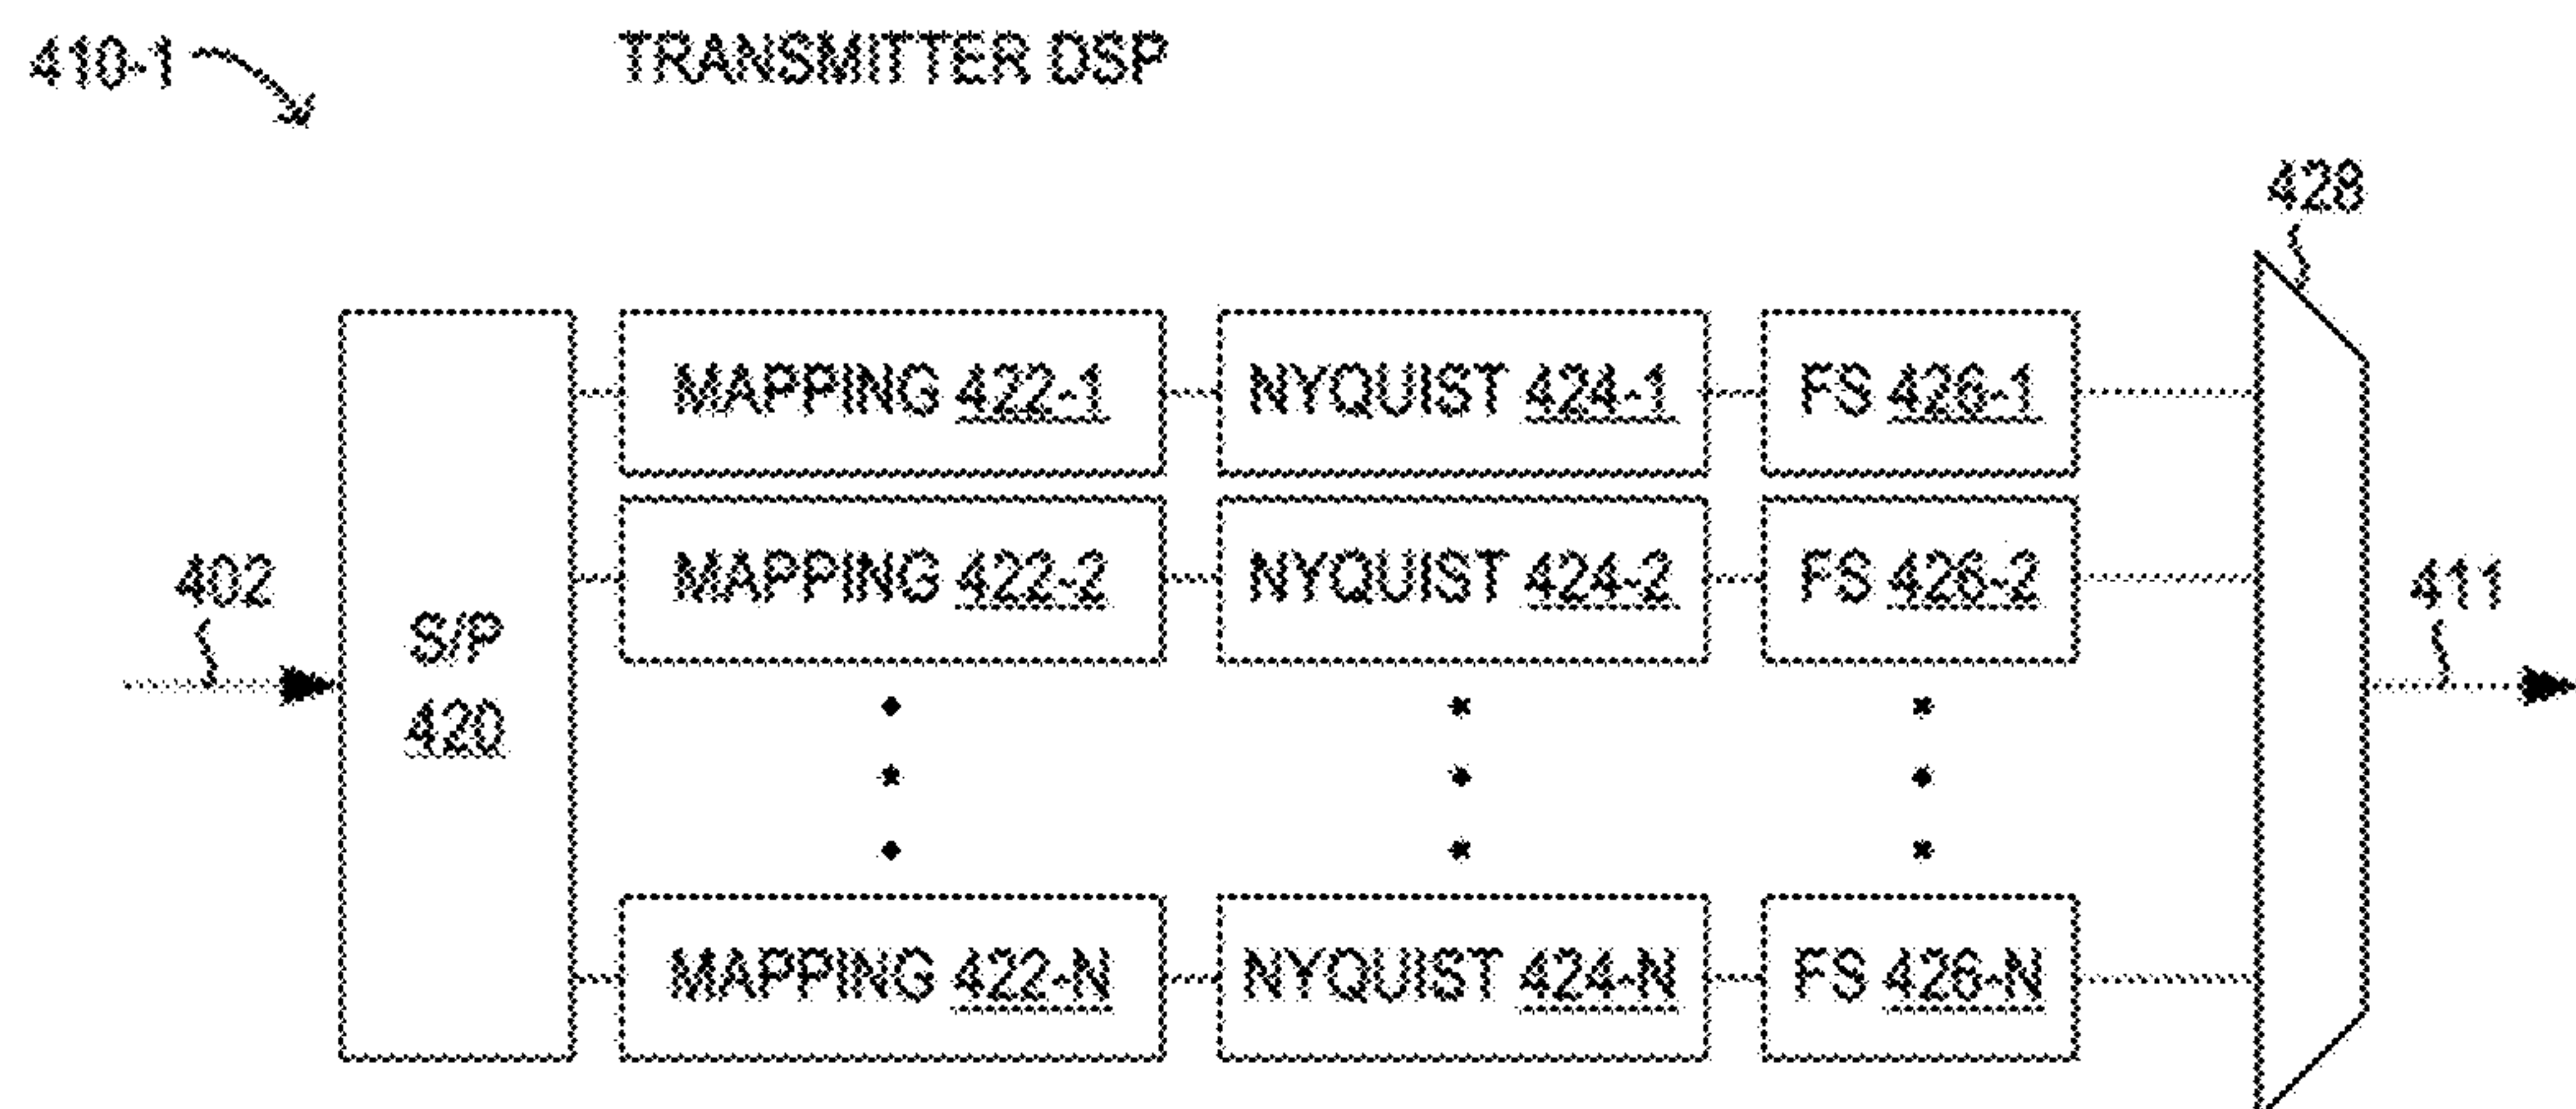 410-1
TRANSMITTER DSP
428
MAPPING 422-1
NYQUIST 424-1
FS 426-1
402
S/P
420
MAPPING 422-2
NYQUIST 424-2
FS 426-2
411
MAPPING 422-N
NYQUIST 424-N
FS 426-N